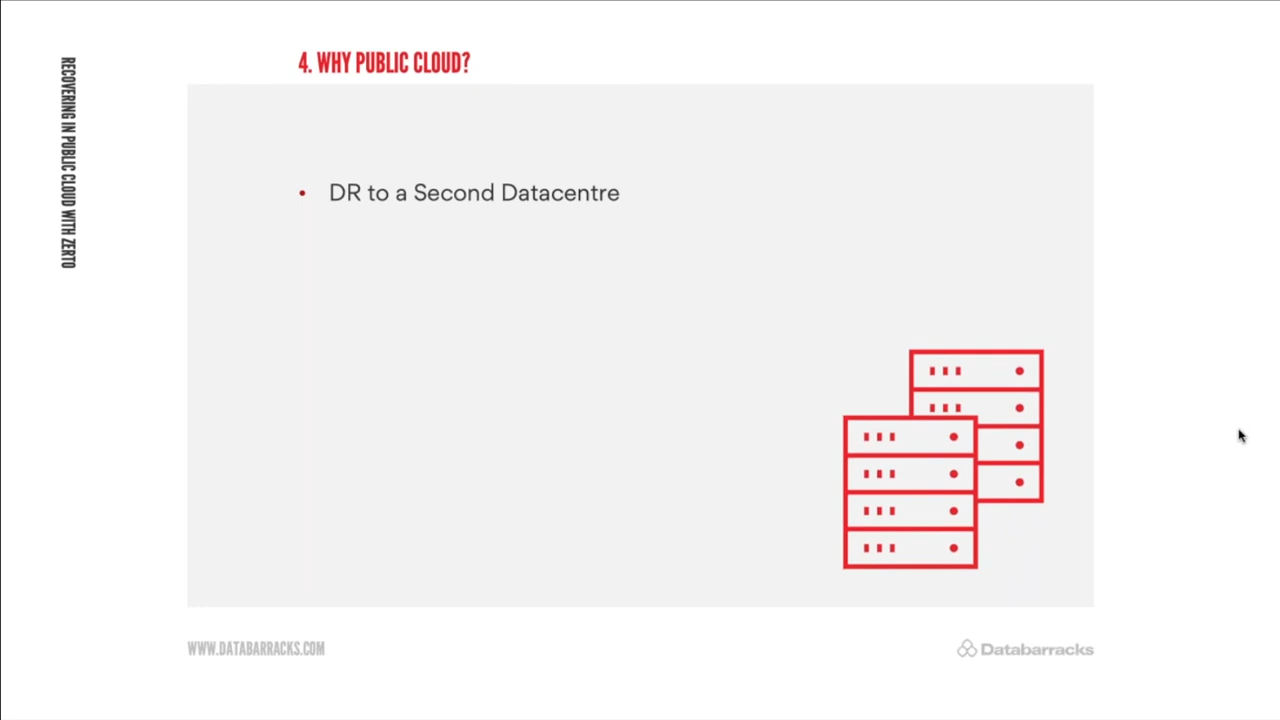 RECOVERING IN PUBLIC CLOUD WITH ZERTO
4. WHY PUBLIC CLOUD?
• DR to a Second Datacentre
WWW.DATABARRACKS.COM
Databarracks